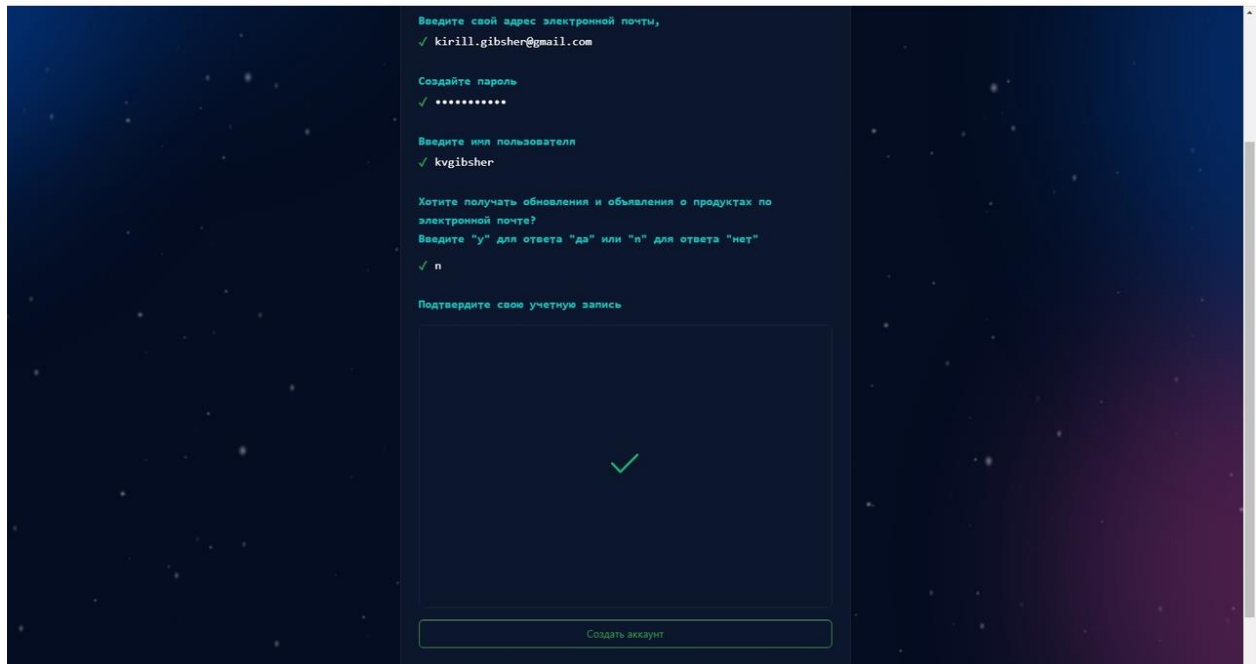 Введите свой адрес электронной почты,
✓ kirill.gibsher@gmail.com
Создайте пароль
✓ •••••••••••
Введите имя пользователя
✓ kvgibsher
Хотите получать обновления и объявления о продуктах по
электронной почте?
Введите "y" для ответа "да" или "n" для ответа "нет"
✓ n
Подтвердите свою учетную запись
Создать аккаунт